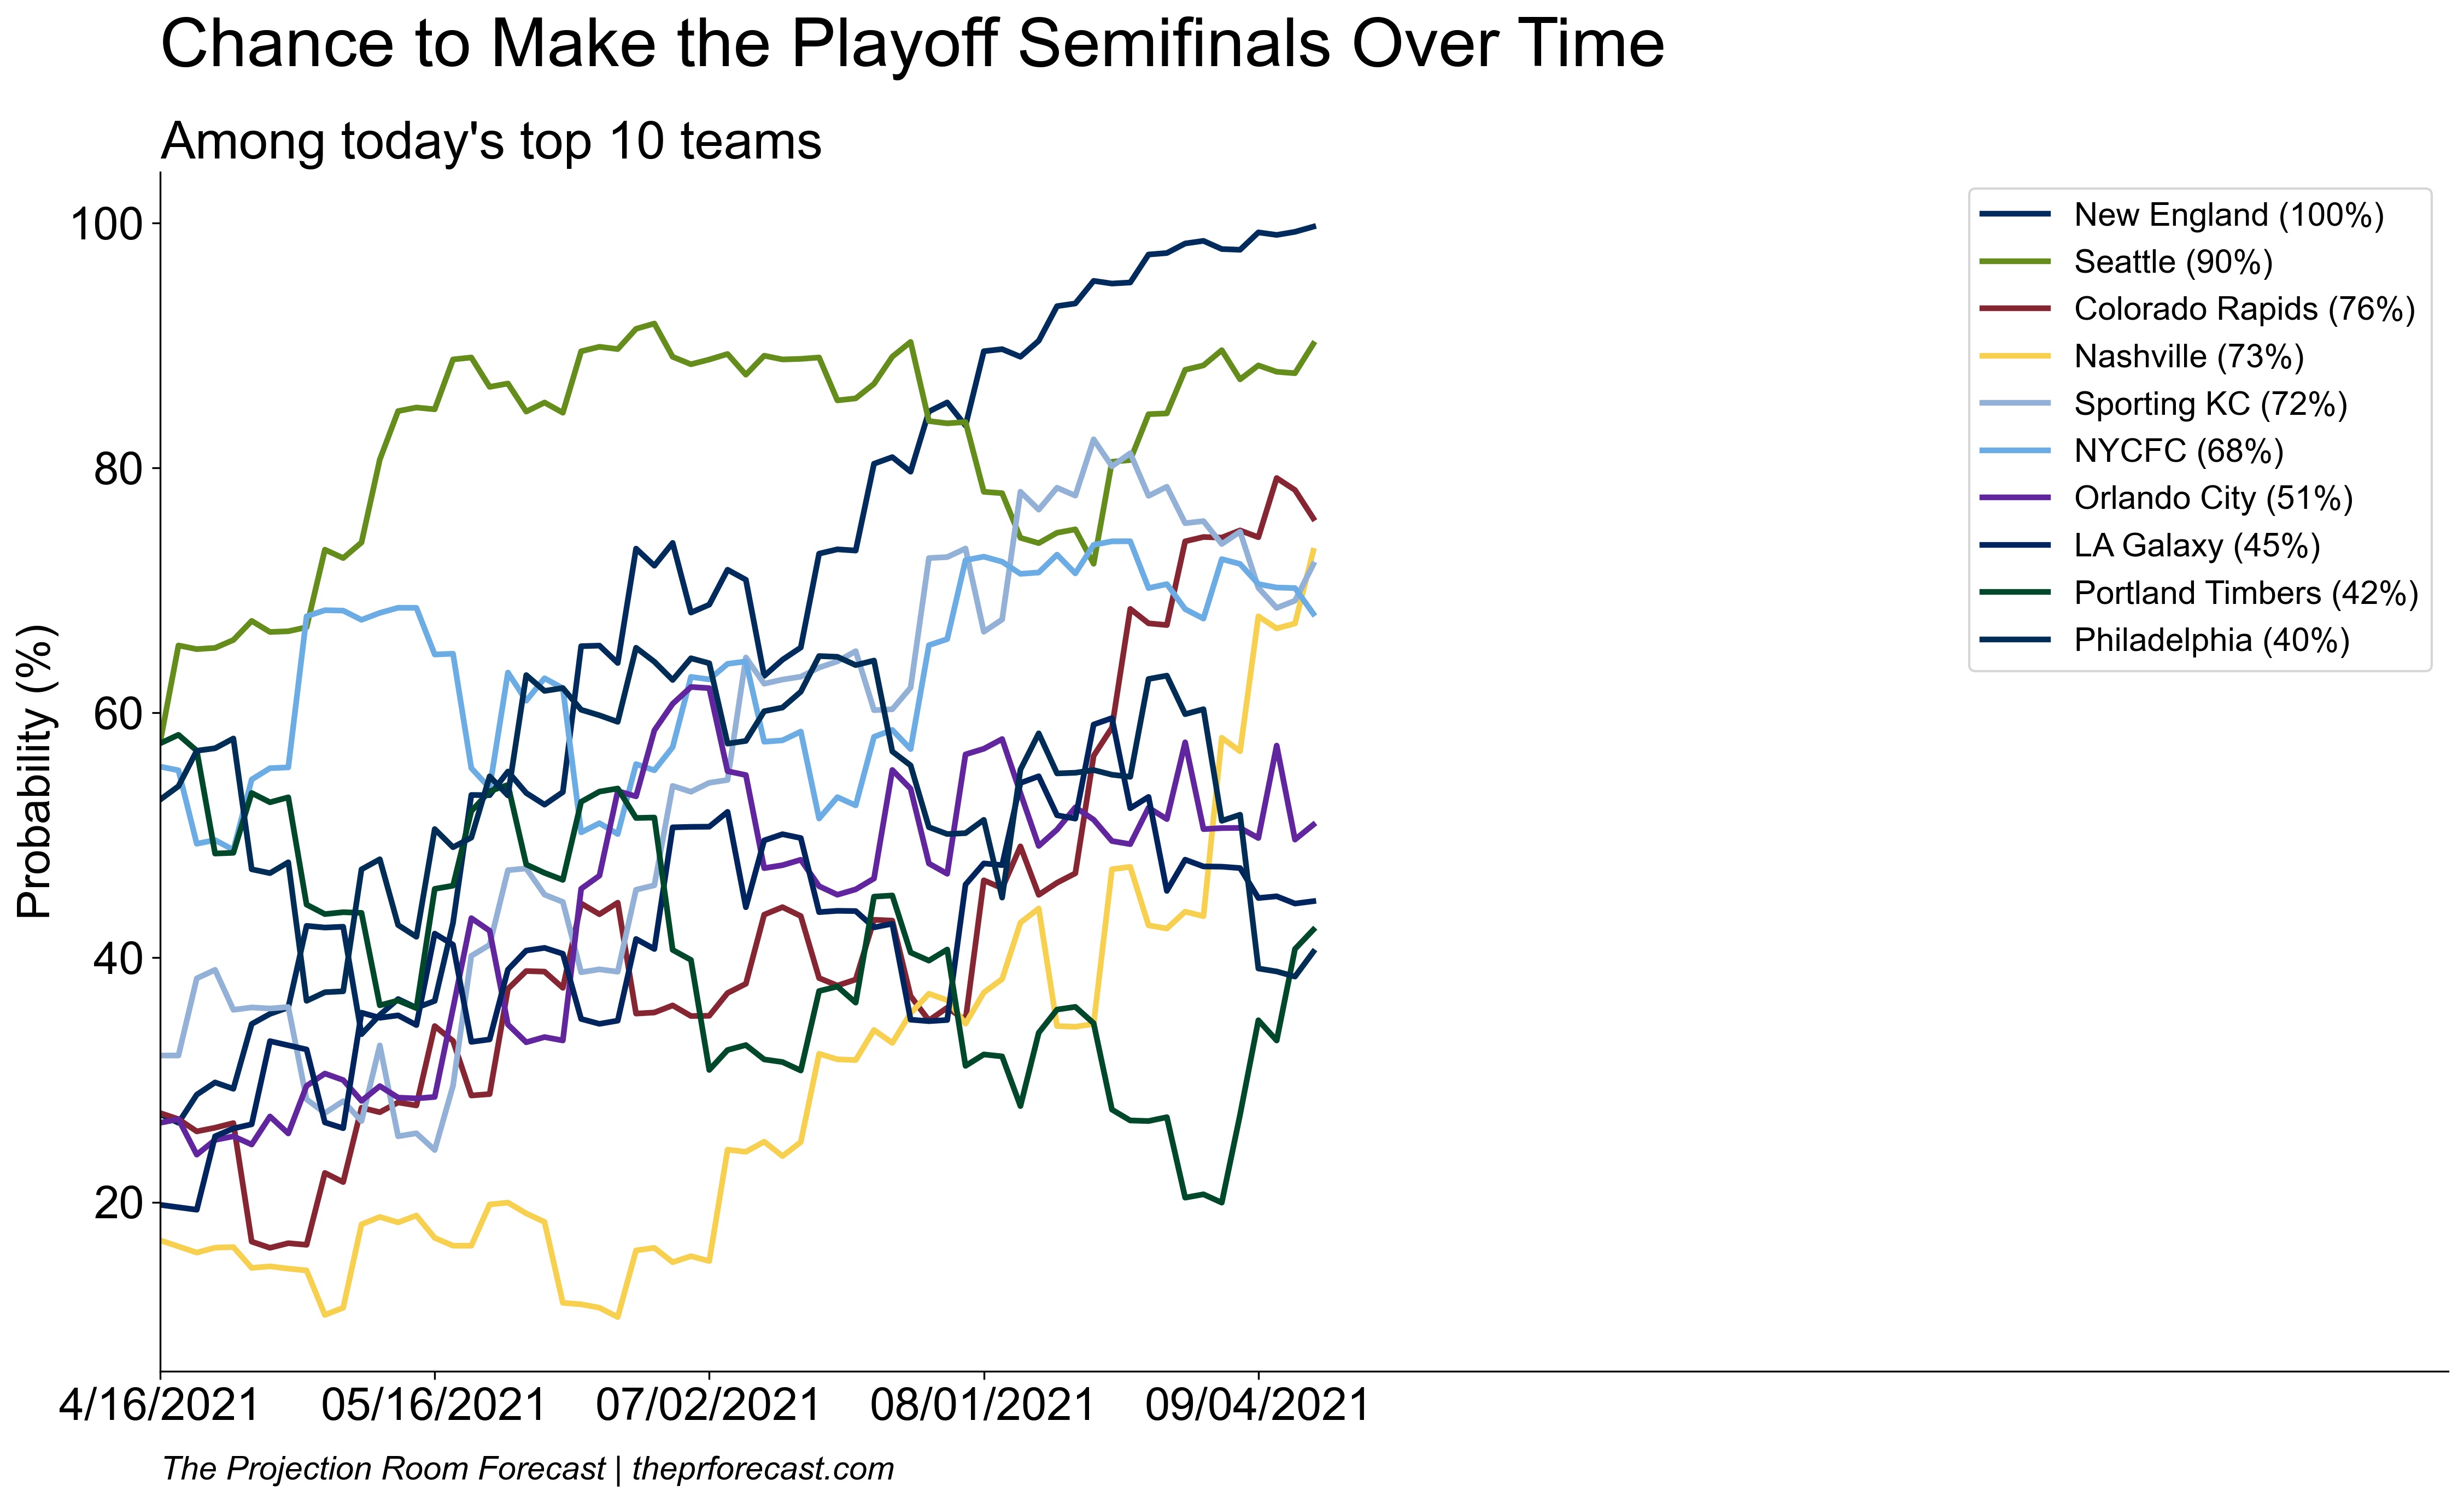 Chance to Make the Playoff Semifinals Over Time
Among today's top 10 teams
100
80
60
40
20
Probability (%)
New England (100%)
Seattle (90%)
Colorado Rapids (76%)
Nashville (73%)
Sporting KC (72%)
NYCFC (68%)
Orlando City (51%)
LA Galaxy (45%)
Portland Timbers (42%)
Philadelphia (40%)
4/16/2021 05/16/2021 07/02/2021 08/01/2021 09/04/2021
The Projection Room Forecast | theprforecast.com